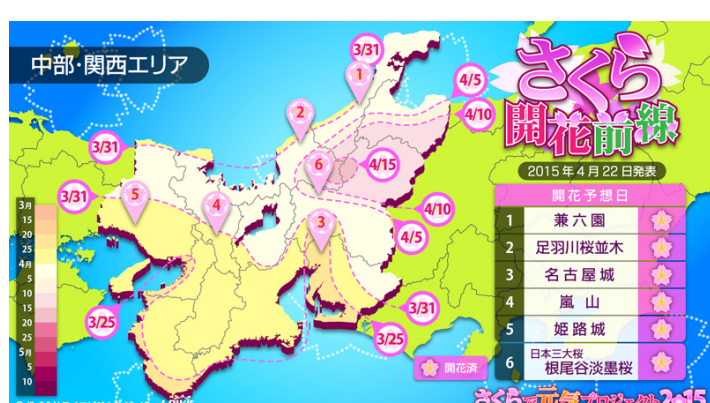 中部・関西エリア
さくら
開花前線
2015年4月22日発表
開花予想日
1 兼六園
2 足羽川桜並木
3 名古屋城
4 嵐山
5 姫路城
6 日本三大桜
根尾谷淡墨桜
開花済
3/31
4/5
4/10
1
2
3/31
6
4/15
3/31
5
4
3
4/10
4/5
3/25
3/31
3/25
3月
15
20
25
4月
5
10
15
20
25
5月
5
10
さくらで元気プロジェクト2015